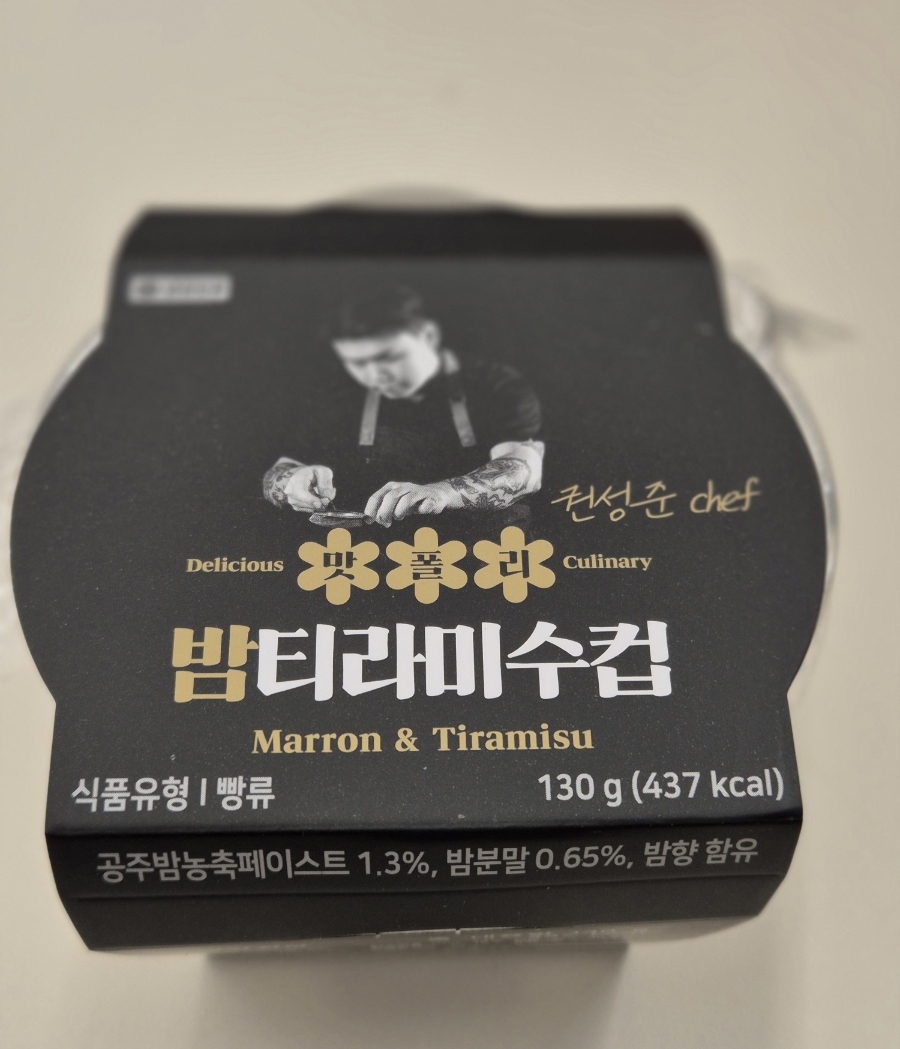 권성준 chef
Delicious 맛폴리 Culinary
밤티라미수컵
Marron & Tiramisu
식품유형 | 빵류 130 g (437 kcal)
공주밤농축페이스트 1.3%, 밤분말 0.65%, 밤향 함유